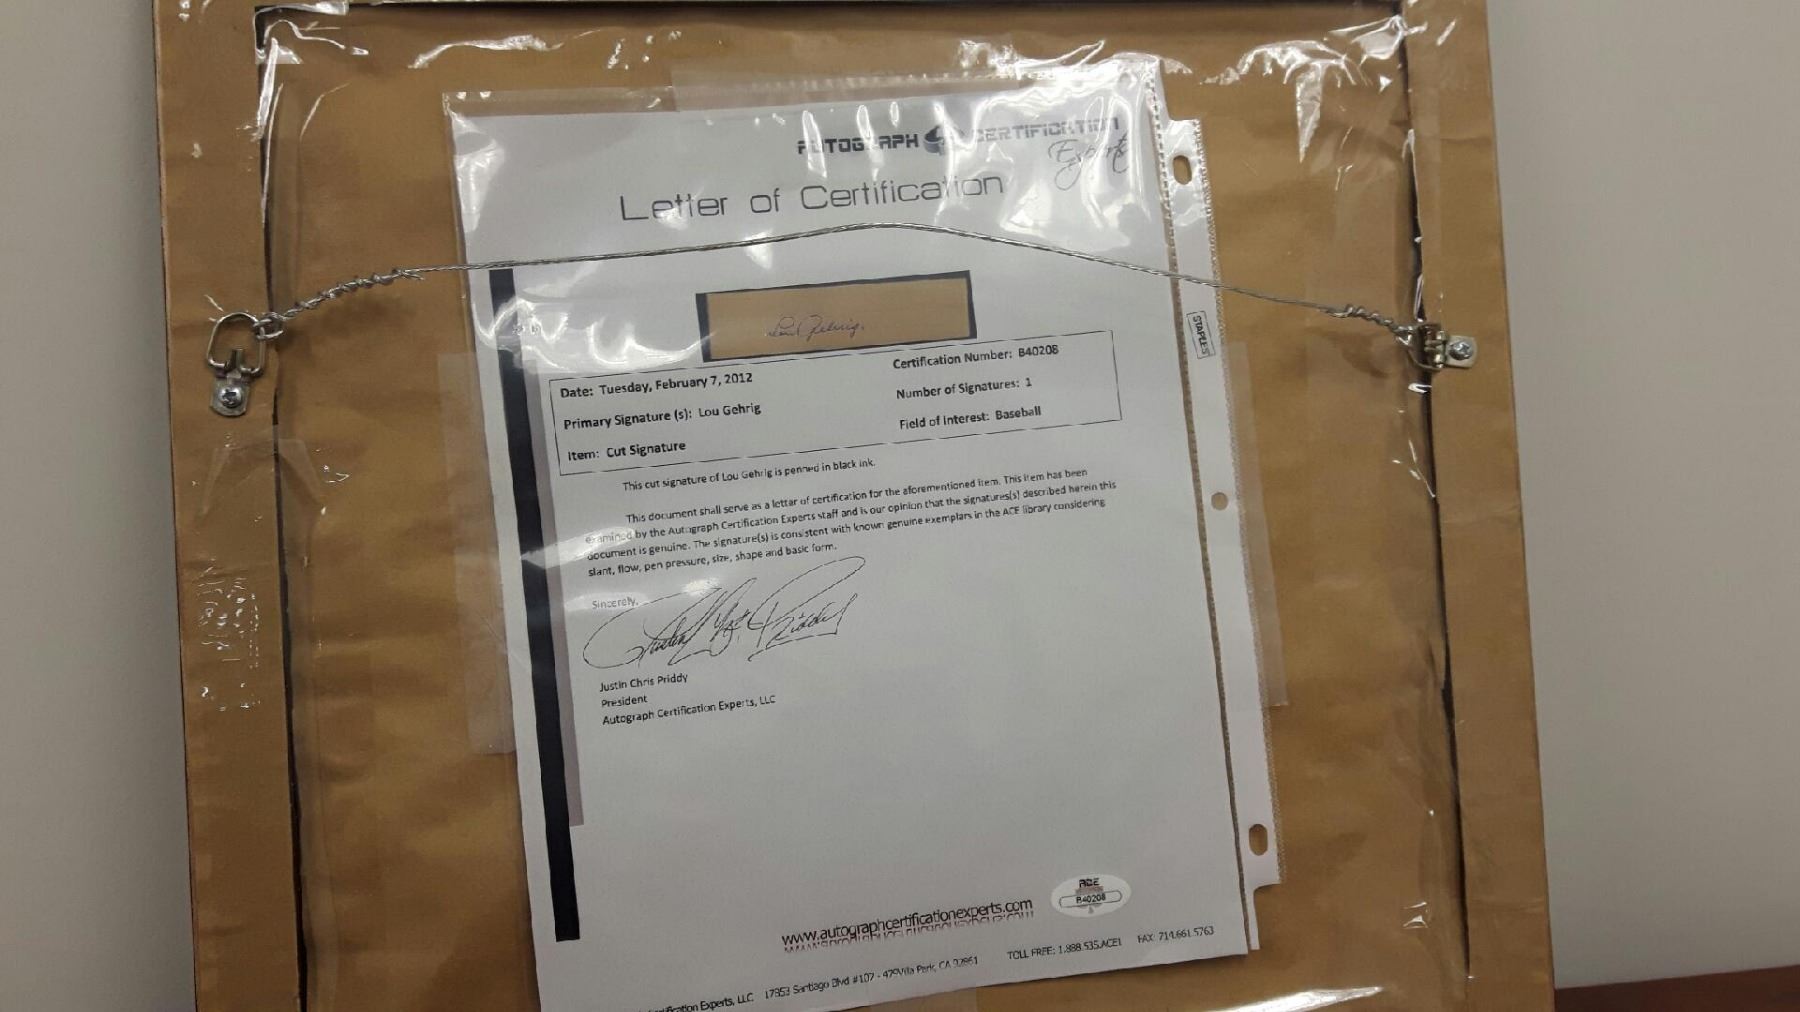 AUTOGRAPH CERTIFICATION
Experts
Letter of Certification
Lou Gehrig
Date: Tuesday, February 7, 2012
Certification Number: B40208
Primary Signature (s): Lou Gehrig
Number of Signatures: 1
Item: Cut Signature
Field of Interest: Baseball
STAPLES
This cut signature of Lou Gehrig is penned in black ink.
This document shall serve as a letter of certification for the aforementioned item. This item has been
examined by the Autograph Certification Experts staff and is our opinion that the signatures(s) described herein this
document is genuine. The signature(s) is consistent with known genuine exemplars in the ACE library considering
slant, flow, pen pressure, size, shape and basic form.
Sincerely,
Justin Chris Priddy
President
Autograph Certification Experts, LLC
ACE
B40208
www.autographcertificationexperts.com
Experts, LLC 17853 Santiago Blvd #107 - 479 Villa Park, CA 92861 TOLL FREE: 1.888.535.ACE1 FAX: 714.661.5763